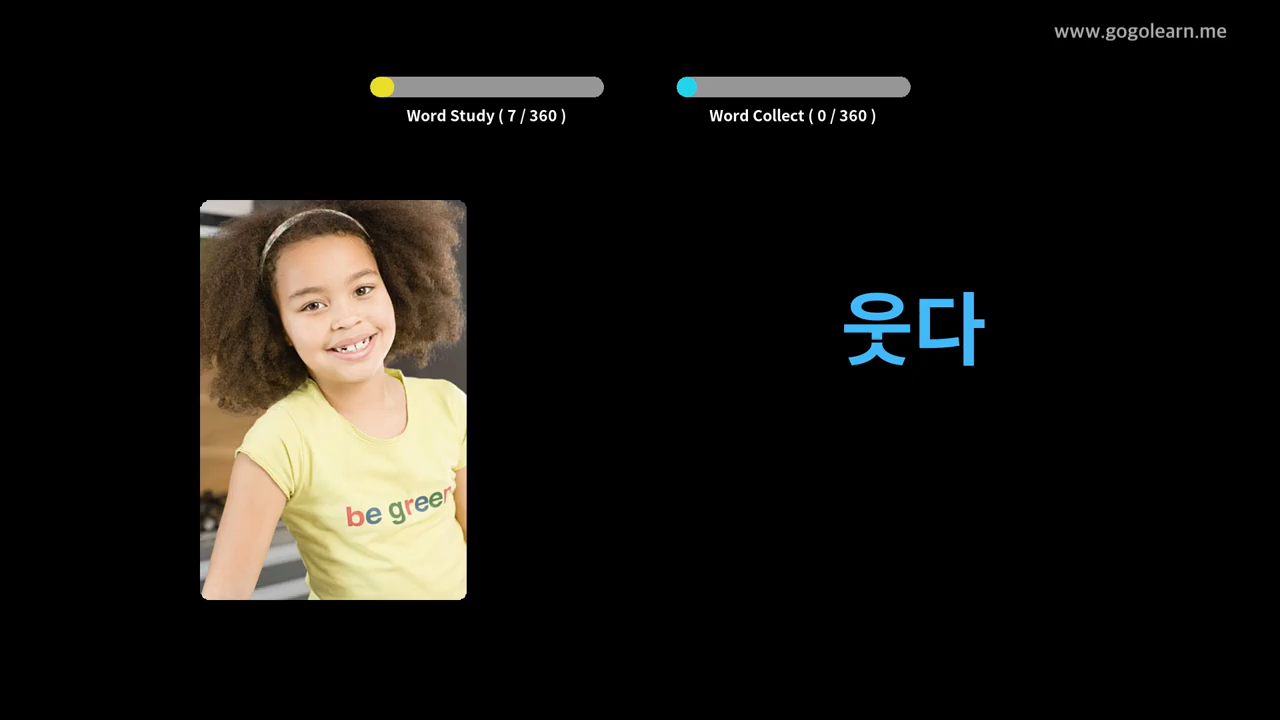 www.gogolearn.me
Word Study ( 7 / 360 )
Word Collect ( 0 / 360 )
웃다
be green